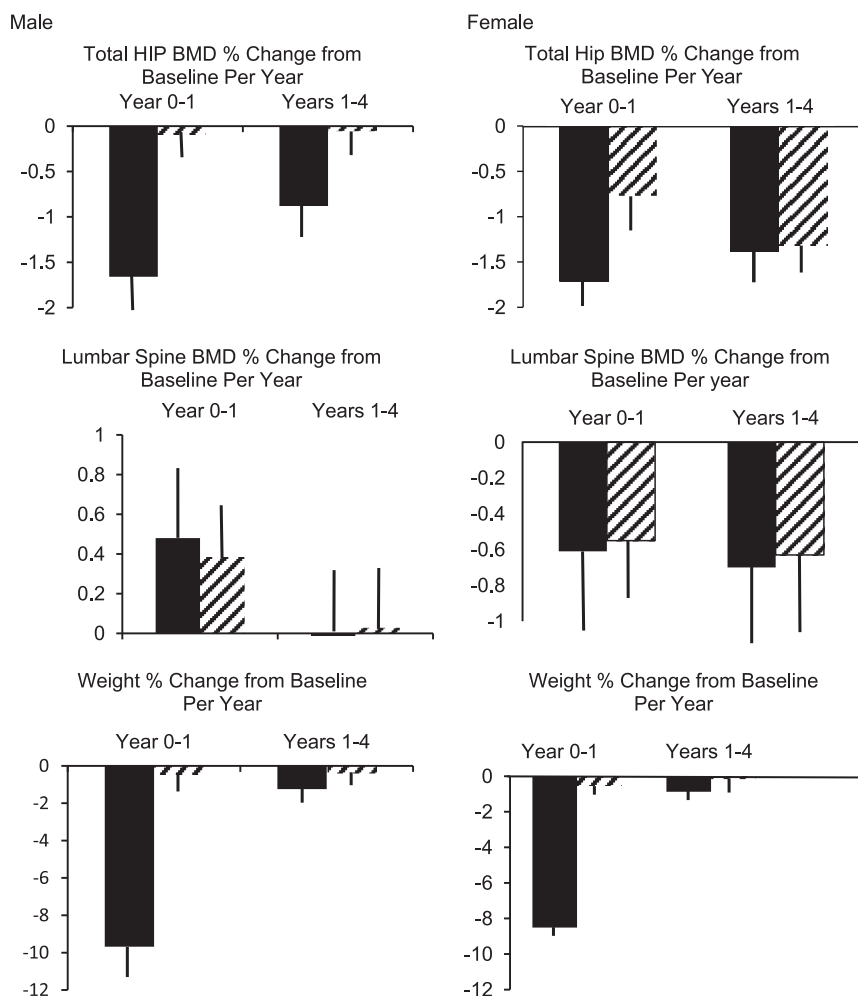 Male
Total HIP BMD % Change from
Baseline Per Year
Year 0-1 Years 1-4
0
-0.5
-1
-1.5
-2
Female
Total Hip BMD % Change from
Baseline Per Year
Year 0-1 Years 1-4
0
-0.5
-1
-1.5
-2
Lumbar Spine BMD % Change from
Baseline Per Year
Year 0-1 Years 1-4
1
0.8
0.6
0.4
0.2
0
Lumbar Spine BMD % Change from
Baseline Per year
Year 0-1 Years 1-4
0
-0.2
-0.4
-0.6
-0.8
-1
Weight % Change from Baseline
Per Year
Year 0-1 Years 1-4
0
-2
-4
-6
-8
-10
-12
Weight % Change from Baseline
Per Year
Year 0-1 Years 1-4
0
-2
-4
-6
-8
-10
-12